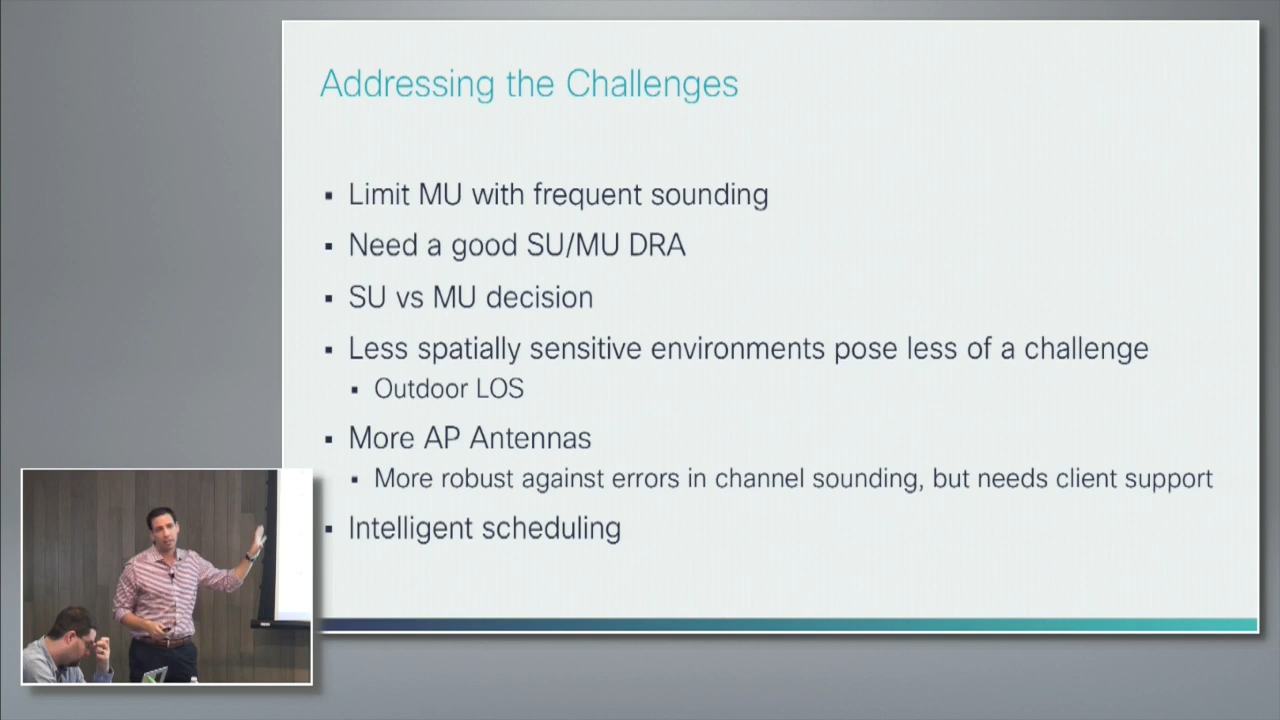 Addressing the Challenges
Limit MU with frequent sounding
Need a good SU/MU DRA
SU vs MU decision
Less spatially sensitive environments pose less of a challenge
Outdoor LOS
More AP Antennas
More robust against errors in channel sounding, but needs client support
Intelligent scheduling